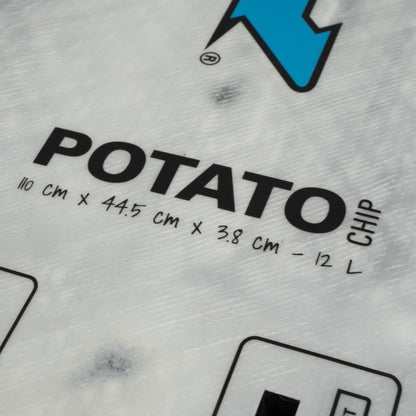 ®
POTATO CHIP
110 cm x 44.5 cm x 3.8 cm - 12 L
T